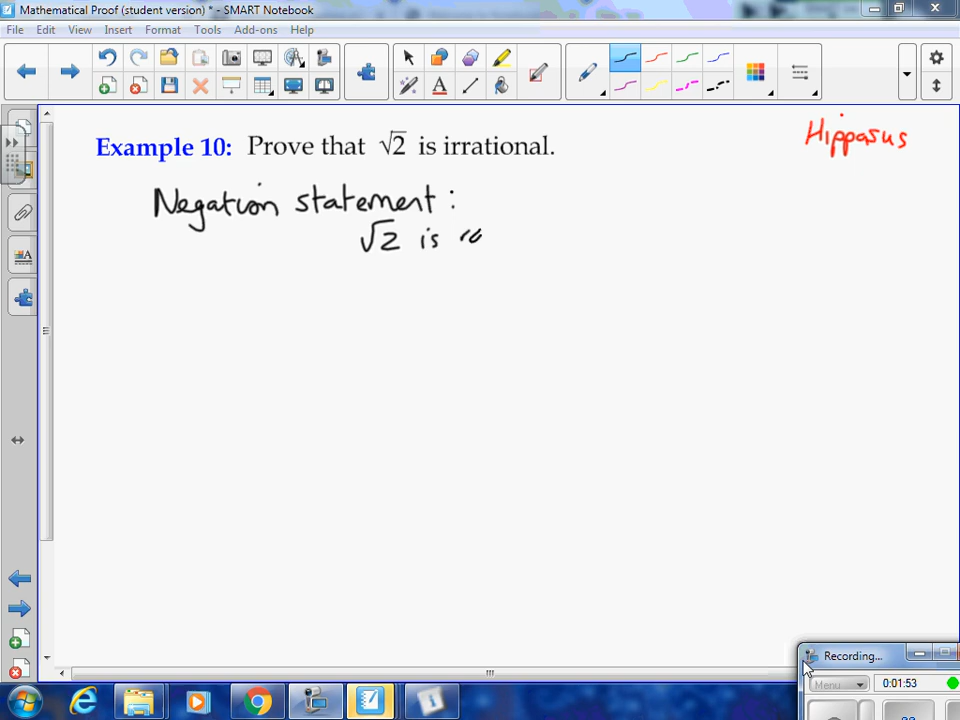 Mathematical Proof (student version) * - SMART Notebook
File Edit View Insert Format Tools Add-ons Help
Example 10: Prove that √2 is irrational.
Hippasus
Negation statement :
√2 is
Recording...
Menu
0:01:53